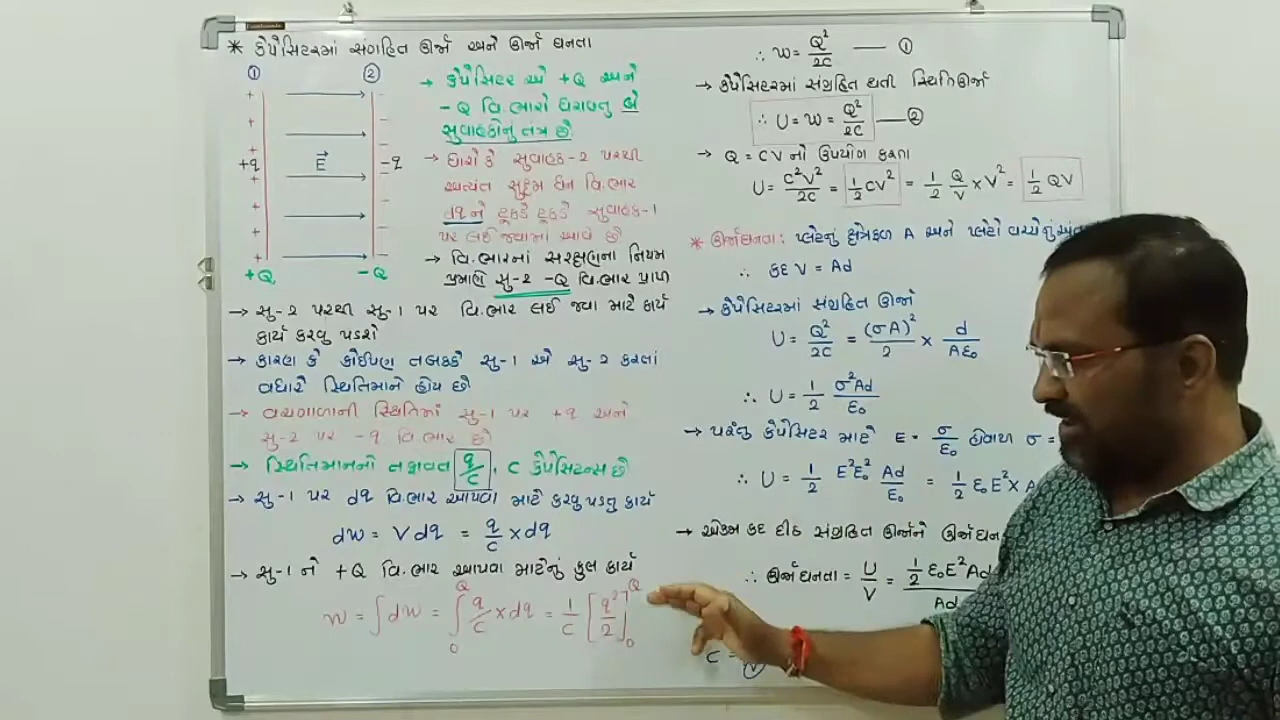 * કેપેસિટરમાં સંગ્રહિત ઊર્જા અને ઊર્જા ઘનતા
① ②
+q E⃗ -q
+Q -Q
→ કેપેસિટર એ +Q અને
-Q વિ.ભારો ધરાવતુ બે
સુવાહકોનું તંત્ર છે
→ ધારો કે સુવાહક-2 પરથી
અત્યંત સુક્ષ્મ ધન વિ.ભાર
dq ને ટૂકડે ટૂકડે સુવાહક-1
પર લઈ જવામાં આવે છે
→ વિ.ભારનાં સંરક્ષણના નિયમ
પ્રમાણે સુ-2 -Q વિ.ભાર પ્રાપ્ત
→ સુ-2 પરથી સુ-1 પર વિ.ભાર લઈ જવા માટે કાર્ય
કાર્ય કરવુ પડશે
→ કારણ કે કોઈપણ તબક્કે સુ-1 એ સુ-2 કરતાં
વધારે સ્થિતિમાને હોય છે
→ વચગાળાની સ્થિતિમાં સુ-1 પર +q અને
સુ-2 પર -q વિ.ભાર છે
→ સ્થિતિમાનનો તફાવત q/C, C કેપેસિટન્સ છે
→ સુ-1 પર dq વિ.ભાર આપવા માટે કરવુ પડતુ કાર્ય
dw = V dq = q/C × dq
→ સુ-1 ને +Q વિ.ભાર આપવા માટેનું કુલ કાર્ય
W = ∫dw = ∫₀^Q q/C × dq = 1/C [q²/2]₀^Q
∴ W = Q²/2C —— ①
→ કેપેસિટરમાં સંગ્રહિત થતી સ્થિતિઊર્જા
∴ U = W = Q²/2C —— ②
→ Q = CV નો ઉપયોગ કરતા
U = C²V²/2C = 1/2 CV² = 1/2 Q/V × V² = 1/2 QV
* ઊર્જાઘનતા: પ્લેટનું ક્ષેત્રફળ A અને પ્લેટો વચ્ચેનું
∴ કદ V = Ad
→ કેપેસિટરમાં સંગ્રહિત ઊર્જા
U = Q²/2C = (σA)²/2 × d/Aε₀
∴ U = 1/2 σ²Ad/ε₀
→ પરંતુ કેપેસિટર માટે E = σ/ε₀ હોવાથી σ =
∴ U = 1/2 E²ε₀² Ad/ε₀ = 1/2 ε₀E² × A
→ એકમ કદ દીઠ સંગ્રહિત ઊર્જાને ઊર્જા
∴ ઊર્જાઘનતા = U/V = 1/2 ε₀E²Ad / Ad
C =